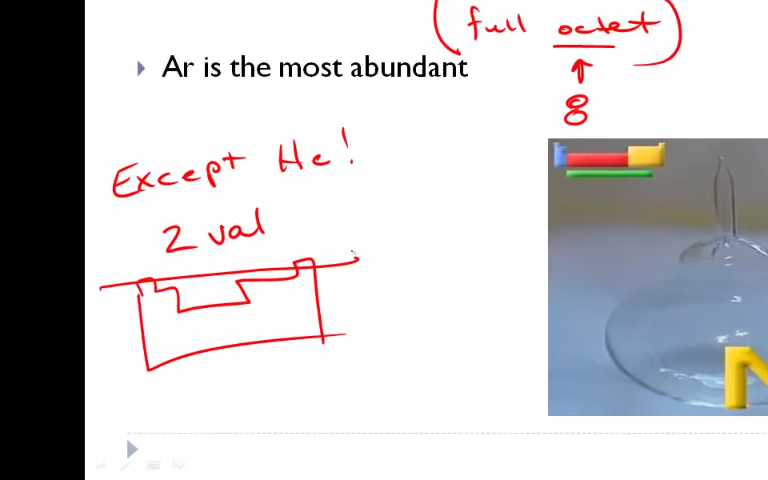 (full octet)
Ar is the most abundant
↑
8
Except He!
2 val
N